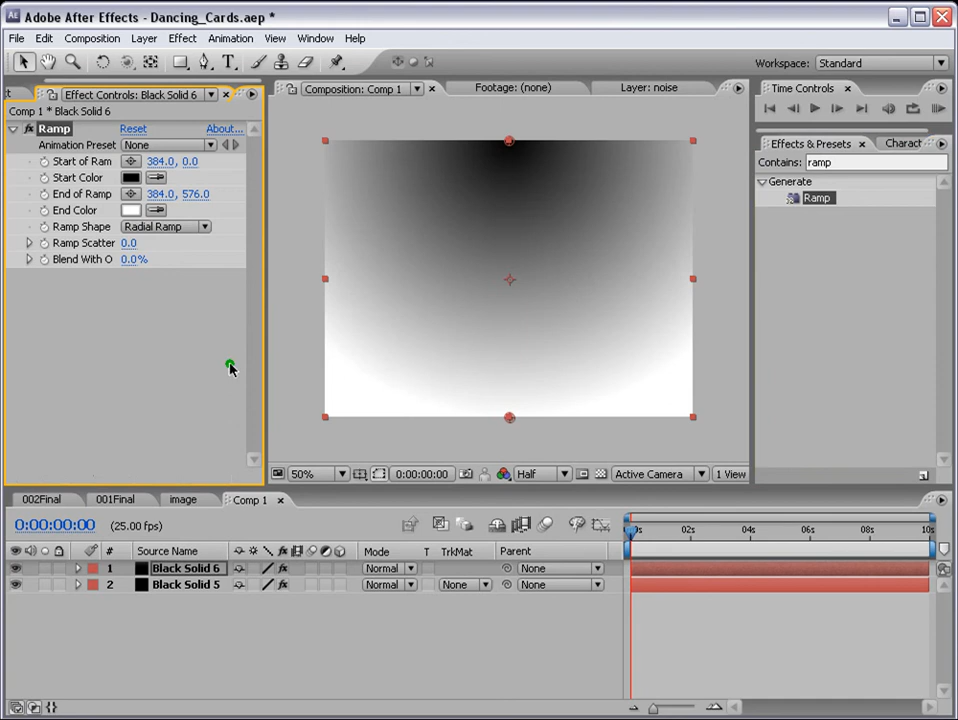 Adobe After Effects - Dancing_Cards.aep *
File Edit Composition Layer Effect Animation View Window Help
Workspace: Standard
Effect Controls: Black Solid 6
Composition: Comp 1
Footage: (none)
Layer: noise
Time Controls
Comp 1 * Black Solid 6
Ramp Reset About...
Animation Preset None
Start of Ram 384.0, 0.0
Start Color
End of Ramp 384.0, 576.0
End Color
Ramp Shape Radial Ramp
Ramp Scatter 0.0
Blend With O 0.0%
Effects & Presets
Charact
Contains: ramp
Generate
Ramp
50% 0:00:00:00 Half Active Camera 1 View
002Final 001Final image Comp 1
0:00:00:00 (25.00 fps)
0s 02s 04s 06s 08s 10s
# Source Name Mode T TrkMat Parent
1 Black Solid 6 Normal None
2 Black Solid 5 Normal None None